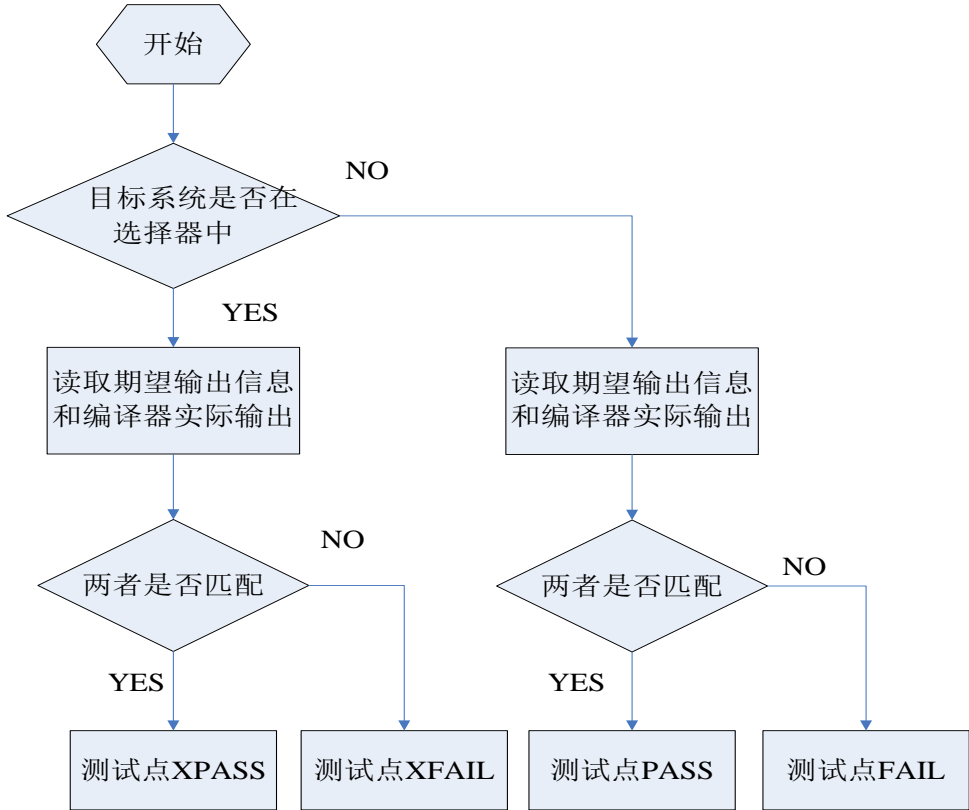 开始
NO
目标系统是否在
选择器中
YES
读取期望输出信息
和编译器实际输出
读取期望输出信息
和编译器实际输出
NO
两者是否匹配
NO
两者是否匹配
YES
YES
测试点XPASS
测试点XFAIL
测试点PASS
测试点FAIL